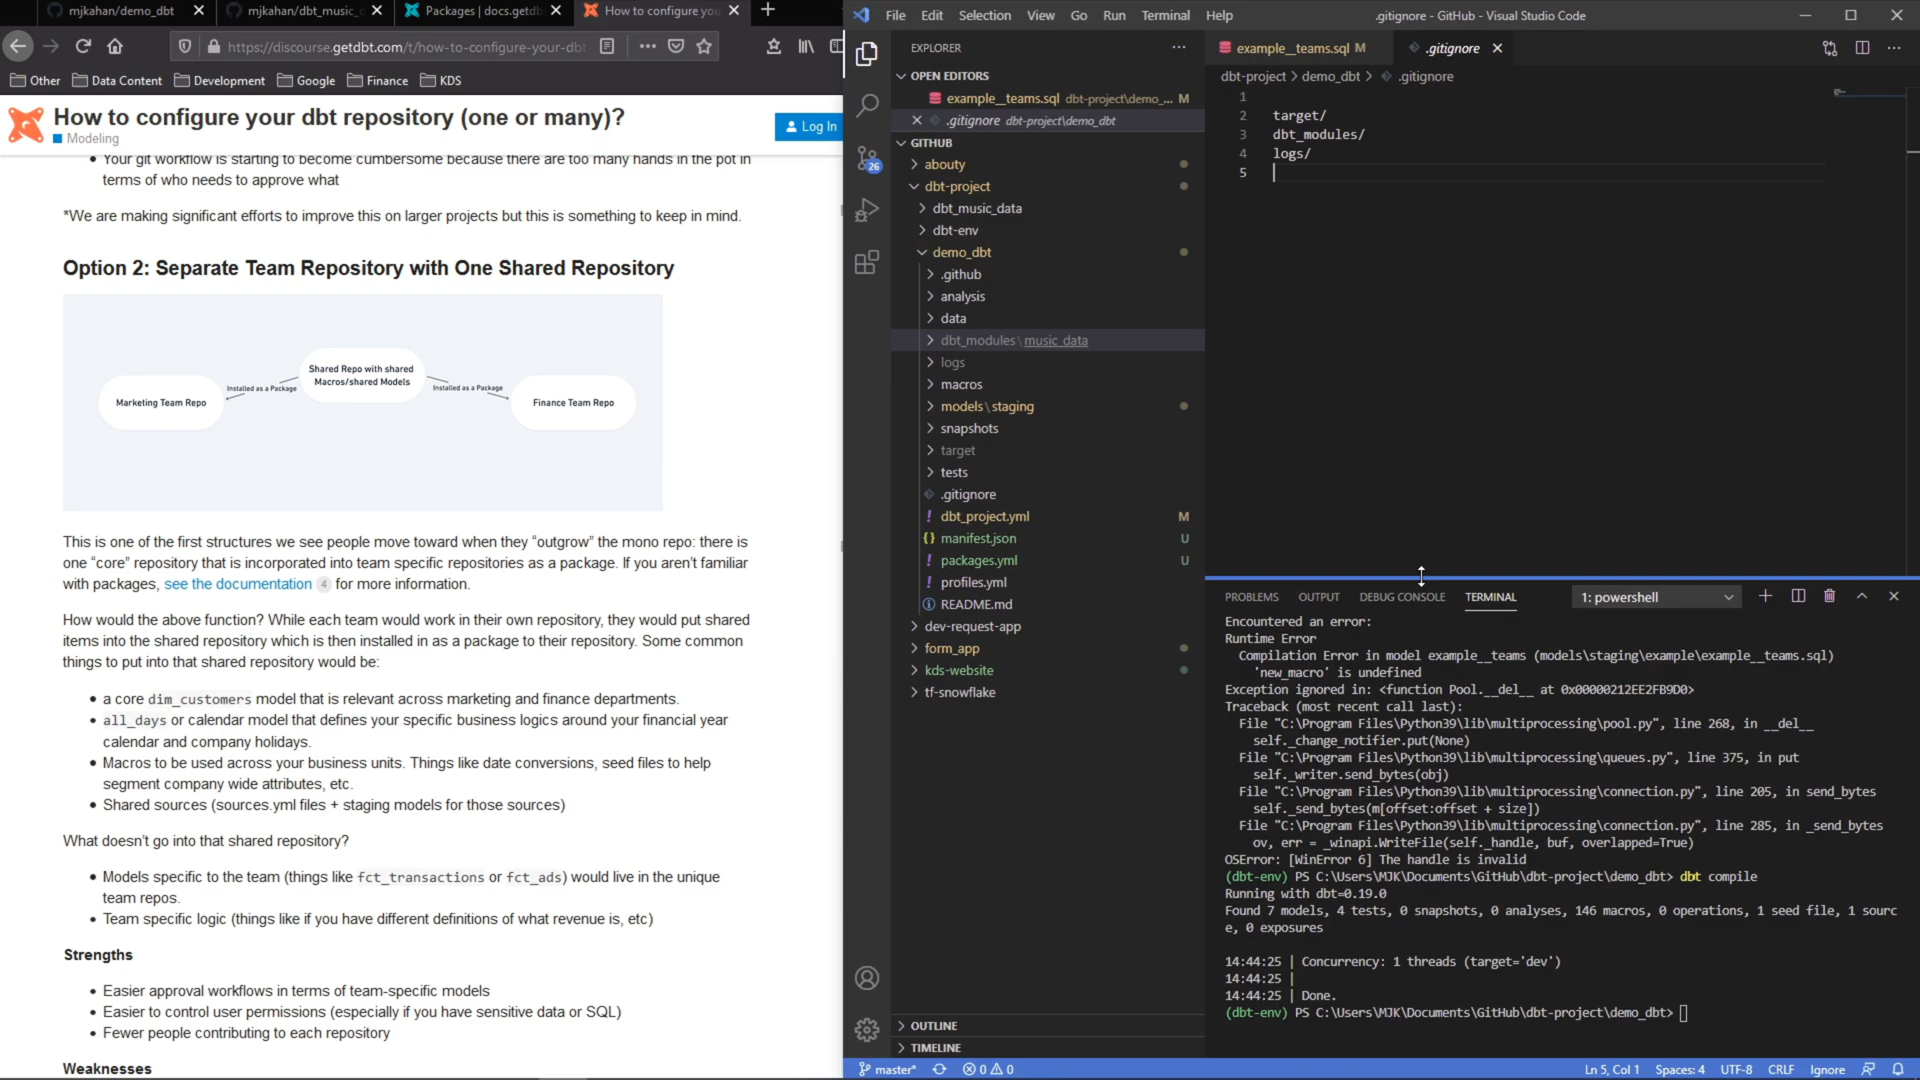 mjkahan/demo_dbt
mjkahan/dbt_music_
Packages | docs.getdb
How to configure you
https://discourse.getdbt.com/t/how-to-configure-your-dbt
Other
Data Content
Development
Google
Finance
KDS
How to configure your dbt repository (one or many)?
Modeling
Log In
Your git workflow is starting to become cumbersome because there are too many hands in the pot in
terms of who needs to approve what
*We are making significant efforts to improve this on larger projects but this is something to keep in mind.
Option 2: Separate Team Repository with One Shared Repository
Shared Repo with shared
Macros/shared Models
Installed as a Package
Installed as a Package
Marketing Team Repo
Finance Team Repo
This is one of the first structures we see people move toward when they “outgrow” the mono repo: there is
one “core” repository that is incorporated into team specific repositories as a package. If you aren’t familiar
with packages, see the documentation 4 for more information.
How would the above function? While each team would work in their own repository, they would put shared
items into the shared repository which is then installed in as a package to their repository. Some common
things to put into that shared repository would be:
a core dim_customers model that is relevant across marketing and finance departments.
all_days or calendar model that defines your specific business logics around your financial year
calendar and company holidays.
Macros to be used across your business units. Things like date conversions, seed files to help
segment company wide attributes, etc.
Shared sources (sources.yml files + staging models for those sources)
What doesn’t go into that shared repository?
Models specific to the team (things like fct_transactions or fct_ads) would live in the unique
team repos.
Team specific logic (things like if you have different definitions of what revenue is, etc)
Strengths
Easier approval workflows in terms of team-specific models
Easier to control user permissions (especially if you have sensitive data or SQL)
Fewer people contributing to each repository
Weaknesses
File Edit Selection View Go Run Terminal Help
.gitignore - GitHub - Visual Studio Code
26
EXPLORER
OPEN EDITORS
example__teams.sql dbt-project\demo_... M
.gitignore dbt-project\demo_dbt
GITHUB
abouty
dbt-project
dbt_music_data
dbt-env
demo_dbt
.github
analysis
data
dbt_modules\music_data
logs
macros
models\staging
snapshots
target
tests
.gitignore
dbt_project.yml M
manifest.json U
packages.yml U
profiles.yml
README.md
dev-request-app
form_app
kds-website
tf-snowflake
OUTLINE
TIMELINE
example__teams.sql M
.gitignore
dbt-project > demo_dbt > .gitignore
1
2 target/
3 dbt_modules/
4 logs/
5
PROBLEMS OUTPUT DEBUG CONSOLE TERMINAL
1: powershell
Encountered an error:
Runtime Error
Compilation Error in model example__teams (models\staging\example\example__teams.sql)
'new_macro' is undefined
Exception ignored in: <function Pool.__del__ at 0x00000212EE2FB9D0>
Traceback (most recent call last):
File "C:\Program Files\Python39\lib\multiprocessing\pool.py", line 268, in __del__
self._change_notifier.put(None)
File "C:\Program Files\Python39\lib\multiprocessing\queues.py", line 375, in put
self._writer.send_bytes(obj)
File "C:\Program Files\Python39\lib\multiprocessing\connection.py", line 205, in send_bytes
self._send_bytes(m[offset:offset + size])
File "C:\Program Files\Python39\lib\multiprocessing\connection.py", line 285, in _send_bytes
ov, err = _winapi.WriteFile(self._handle, buf, overlapped=True)
OSError: [WinError 6] The handle is invalid
(dbt-env) PS C:\Users\MJK\Documents\GitHub\dbt-project\demo_dbt> dbt compile
Running with dbt=0.19.0
Found 7 models, 4 tests, 0 snapshots, 0 analyses, 146 macros, 0 operations, 1 seed file, 1 sourc
e, 0 exposures
14:44:25 | Concurrency: 1 threads (target='dev')
14:44:25 |
14:44:25 | Done.
(dbt-env) PS C:\Users\MJK\Documents\GitHub\dbt-project\demo_dbt>
master* 0 0
Ln 5, Col 1 Spaces: 4 UTF-8 CRLF Ignore